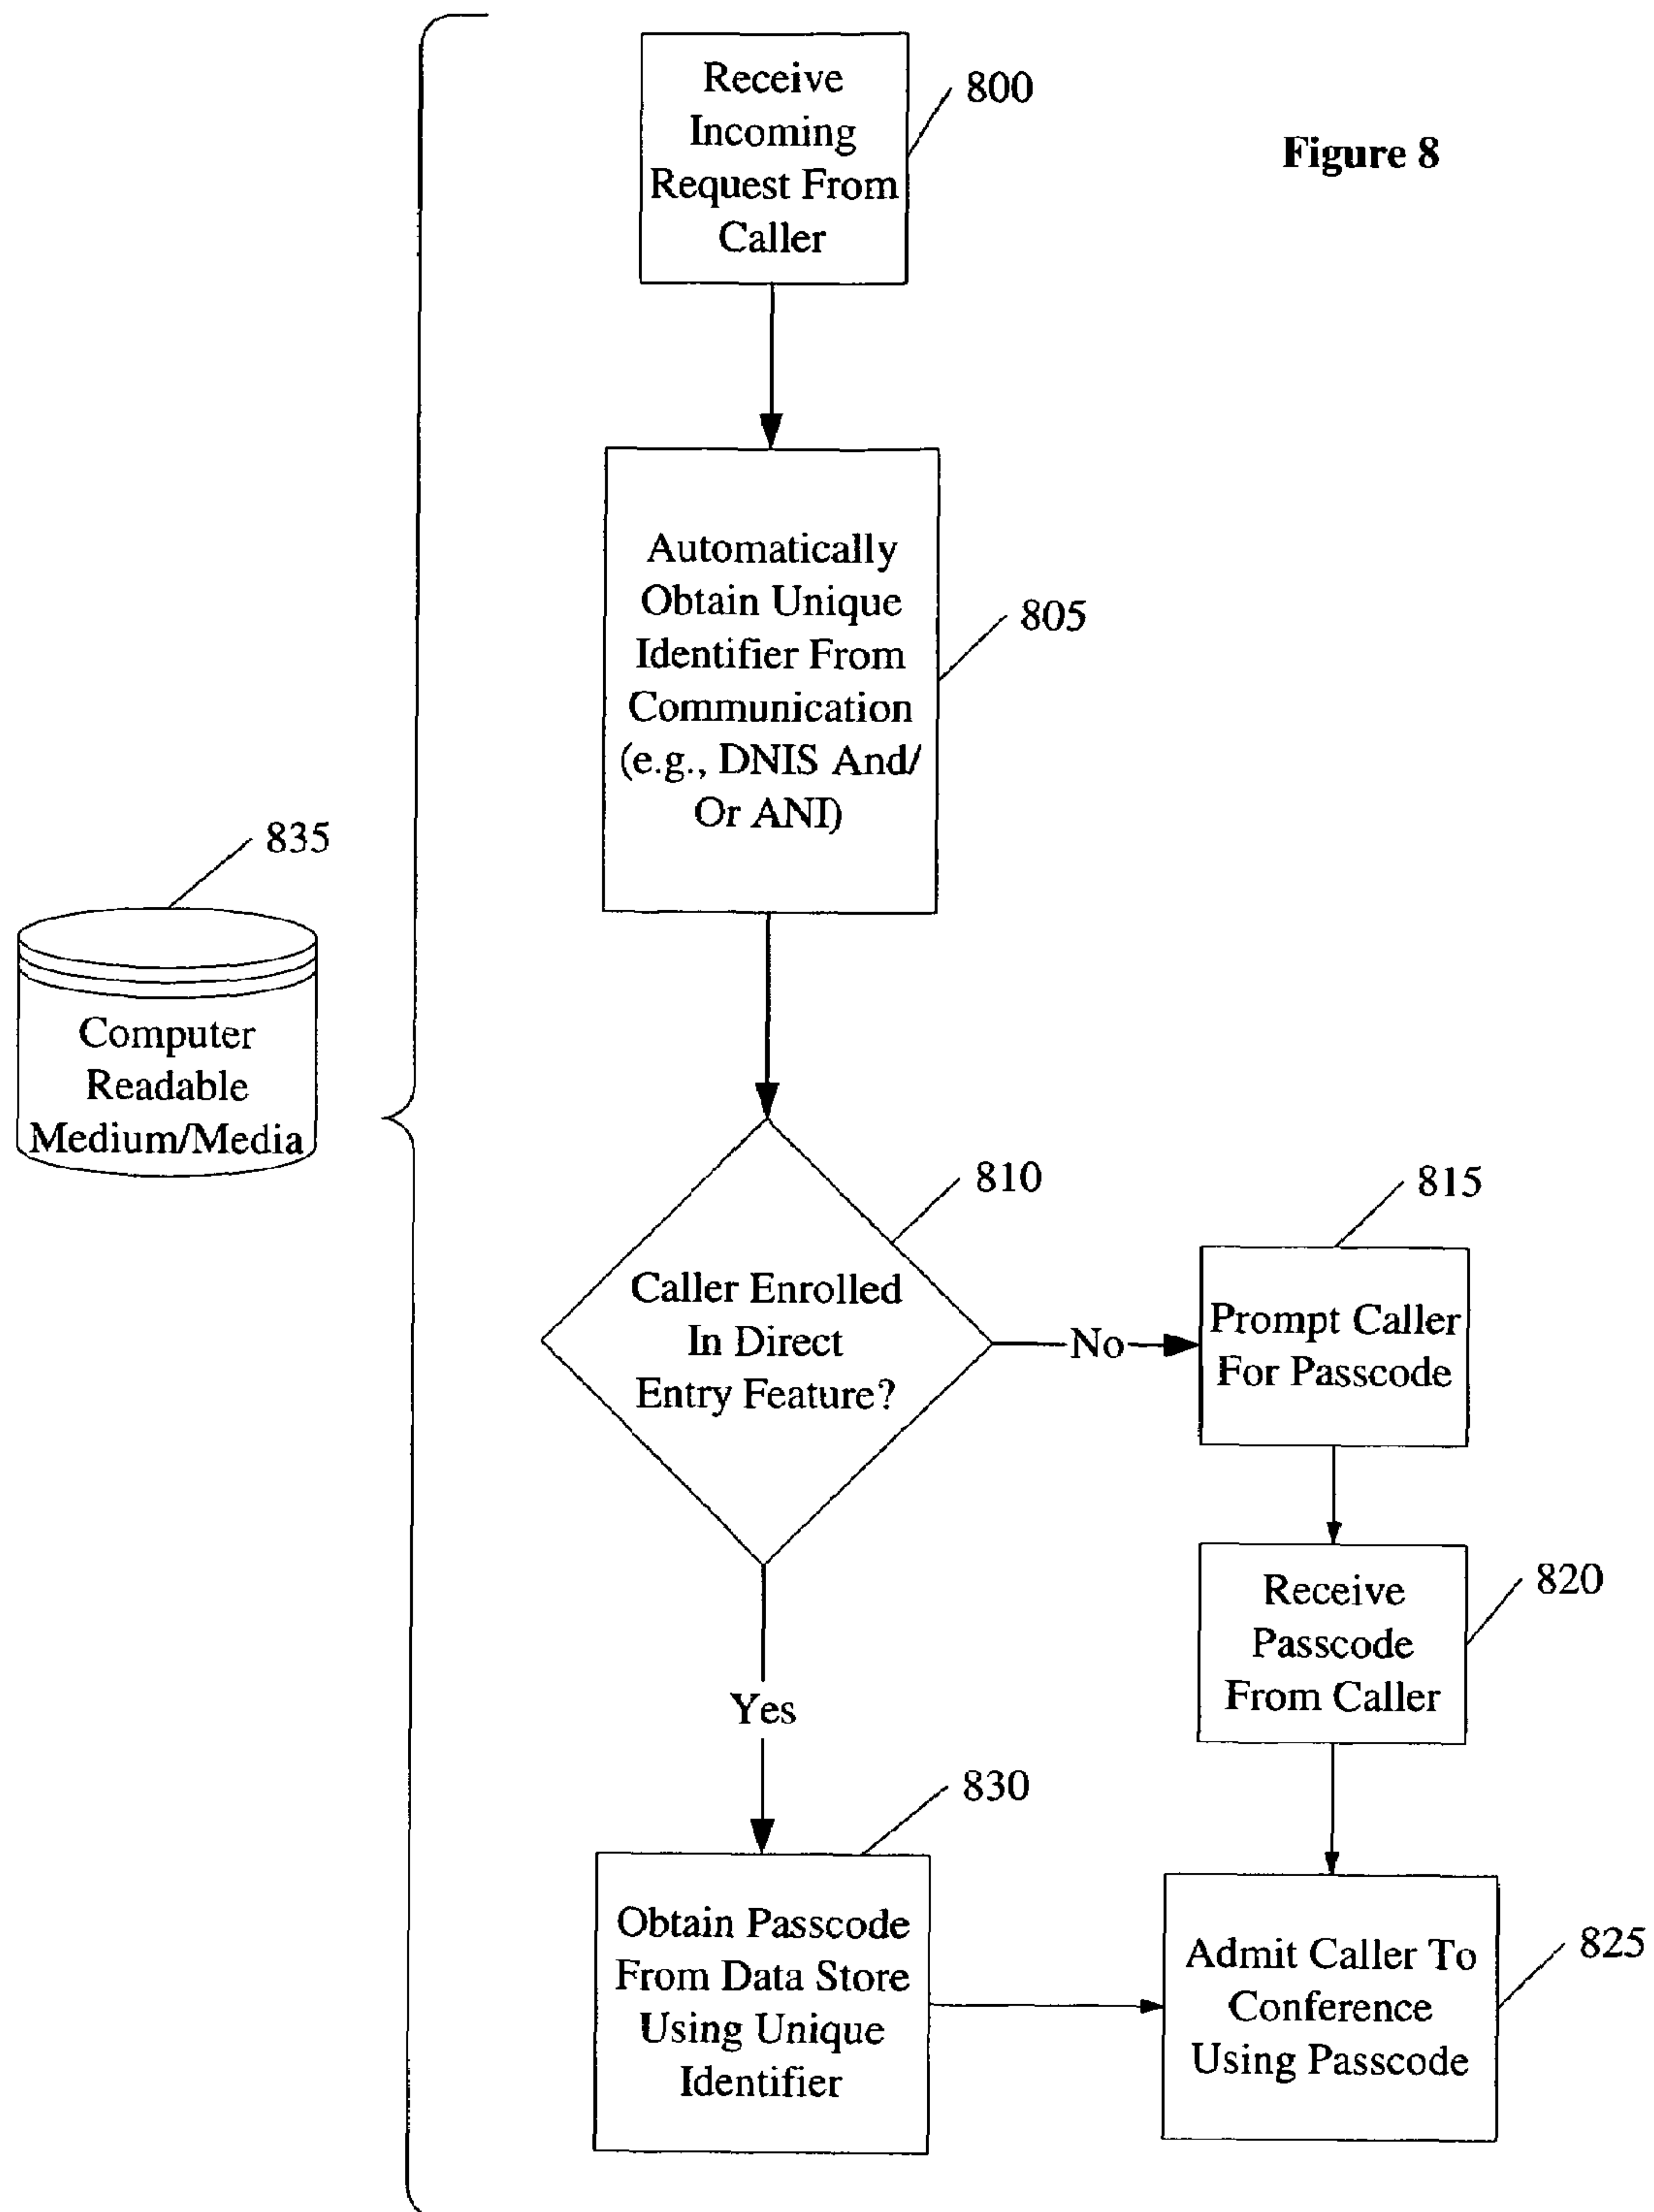 Receive
Incoming
Request From
Caller
800
Figure 8
Automatically
Obtain Unique
Identifier From
Communication
(e.g., DNIS And/
Or ANI)
805
835
Computer
Readable
Medium/Media
810
Caller Enrolled
In Direct
Entry Feature?
No
815
Prompt Caller
For Passcode
820
Receive
Passcode
From Caller
Yes
830
Obtain Passcode
From Data Store
Using Unique
Identifier
825
Admit Caller To
Conference
Using Passcode